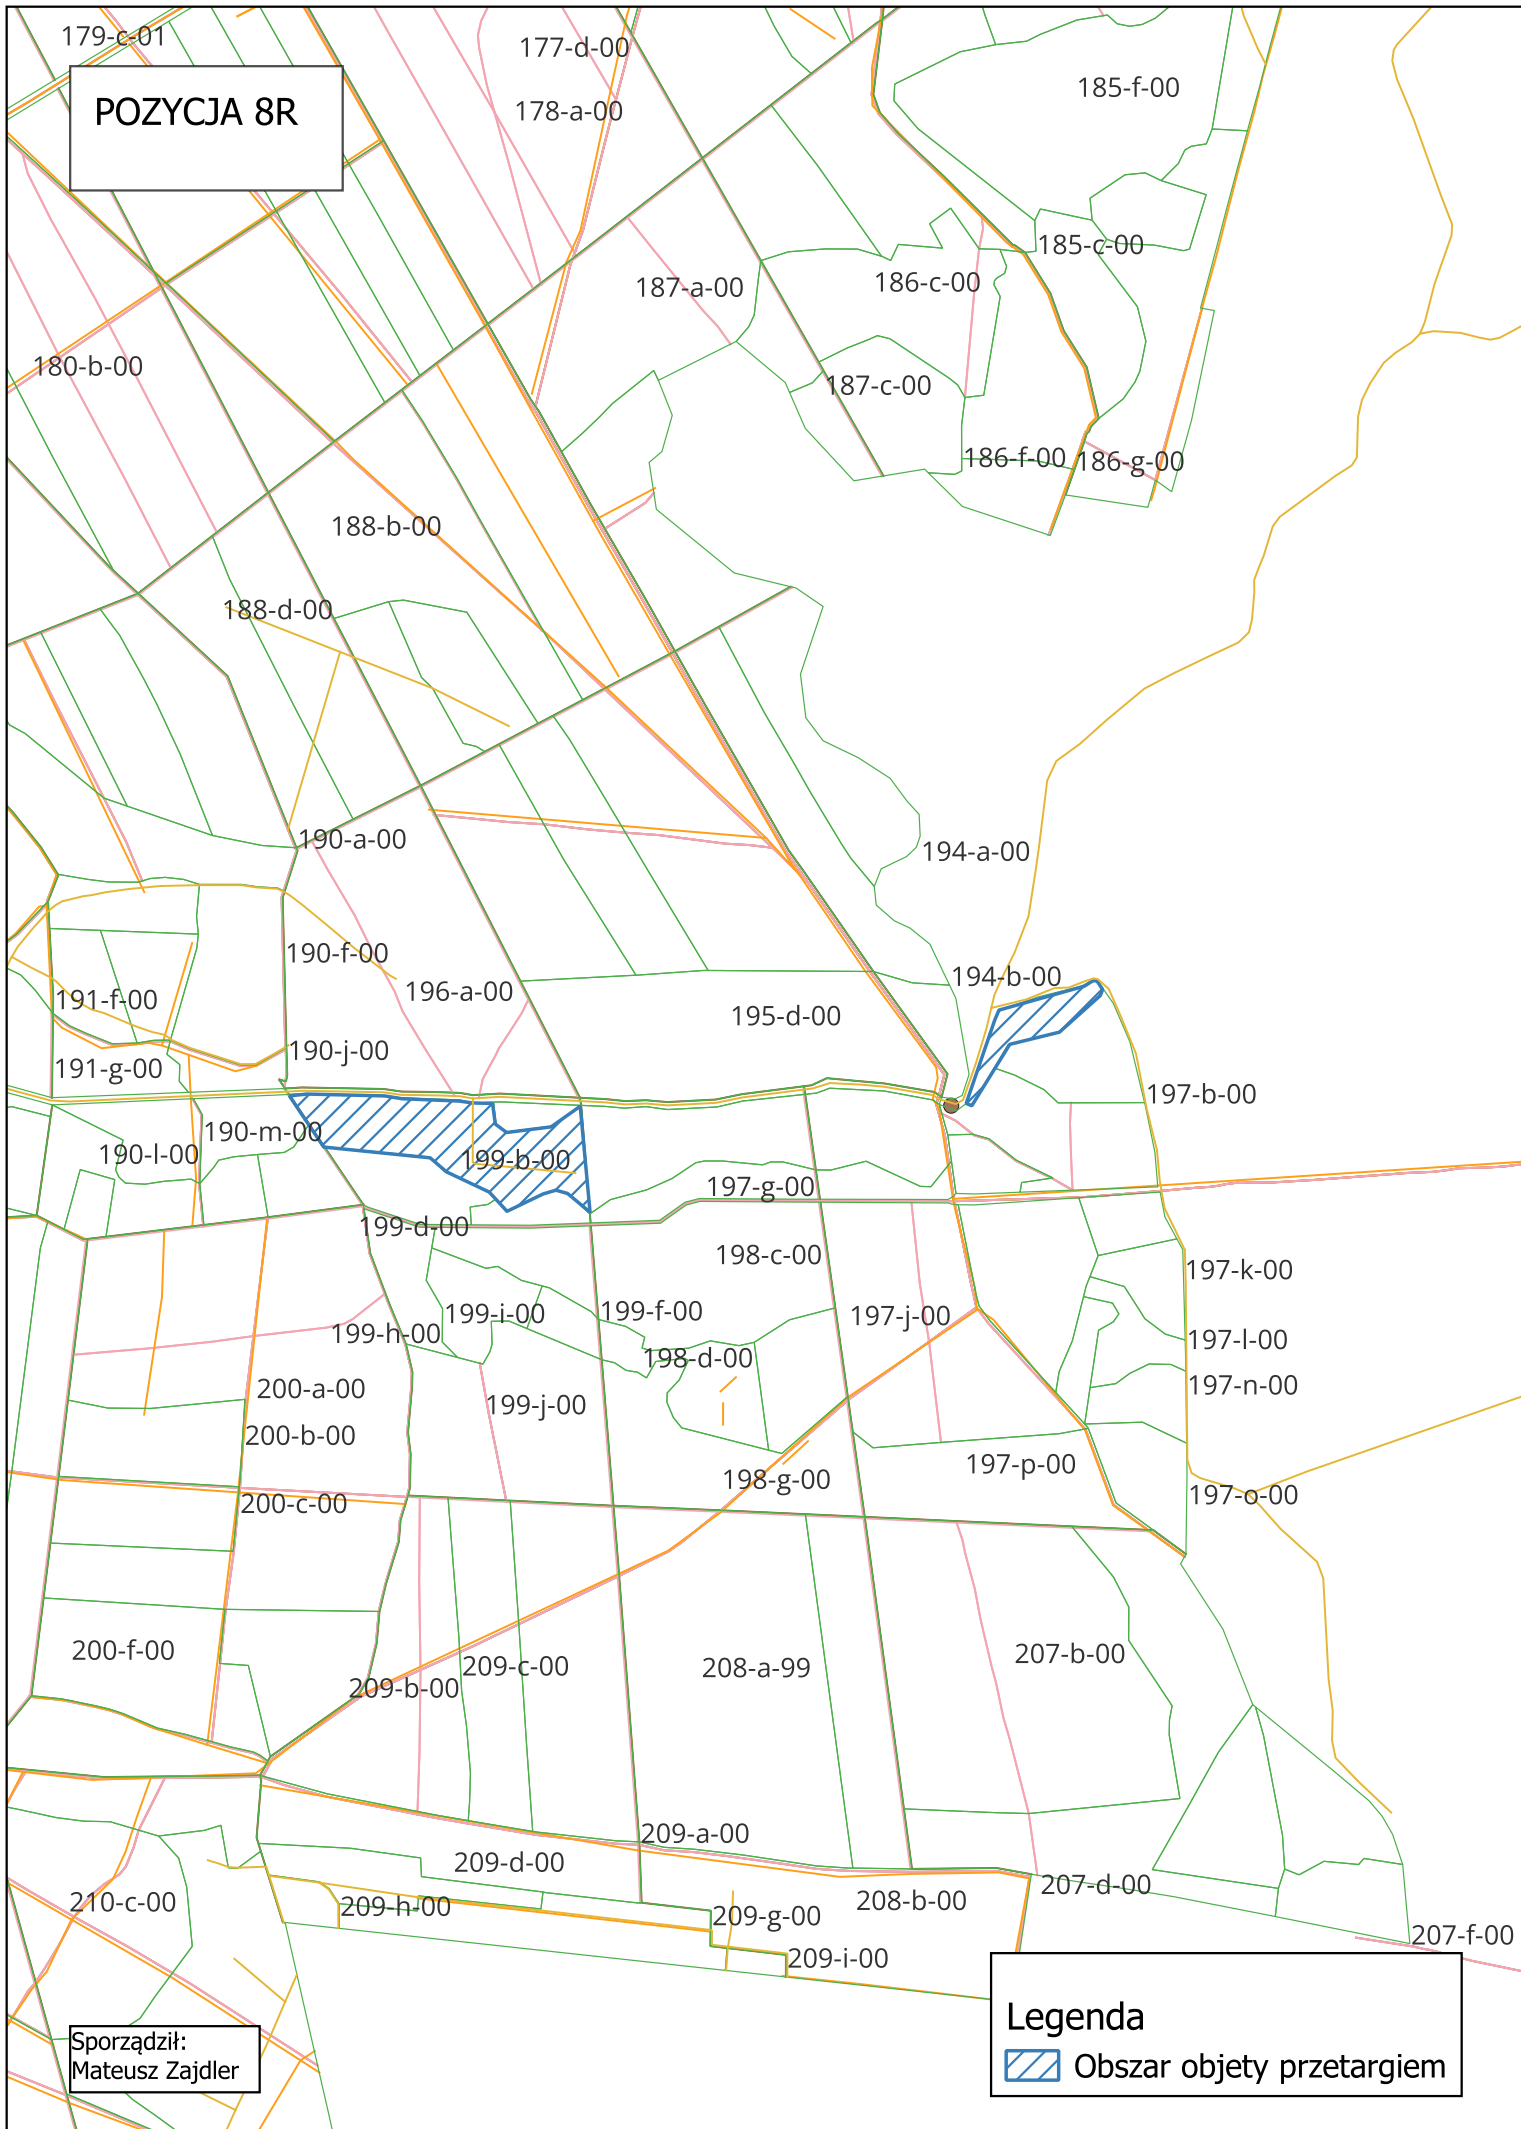 179-c-01
177-d-00
185-f-00
178-a-00
POZYCJA 8R
185-c-00
186-c-00
187-a-00
180-b-00
187-c-00
186-f-00
186-g-00
188-b-00
188-d-00
190-a-00
194-a-00
190-f-00
194-b-00
196-a-00
191-f-00
195-d-00
190-j-00
191-g-00
197-b-00
190-m-00
190-l-00
199-b-00
197-g-00
199-d-00
198-c-00
197-k-00
199-i-00
199-f-00
197-j-00
199-h-00
197-l-00
198-d-00
200-a-00
197-n-00
199-j-00
200-b-00
197-p-00
198-g-00
197-o-00
200-c-00
200-f-00
207-b-00
209-c-00
208-a-99
209-b-00
209-a-00
209-d-00
207-d-00
210-c-00
208-b-00
209-h-00
209-g-00
207-f-00
209-i-00
Legenda
Obszar objety przetargiem
Sporządził:
Mateusz Zajdler